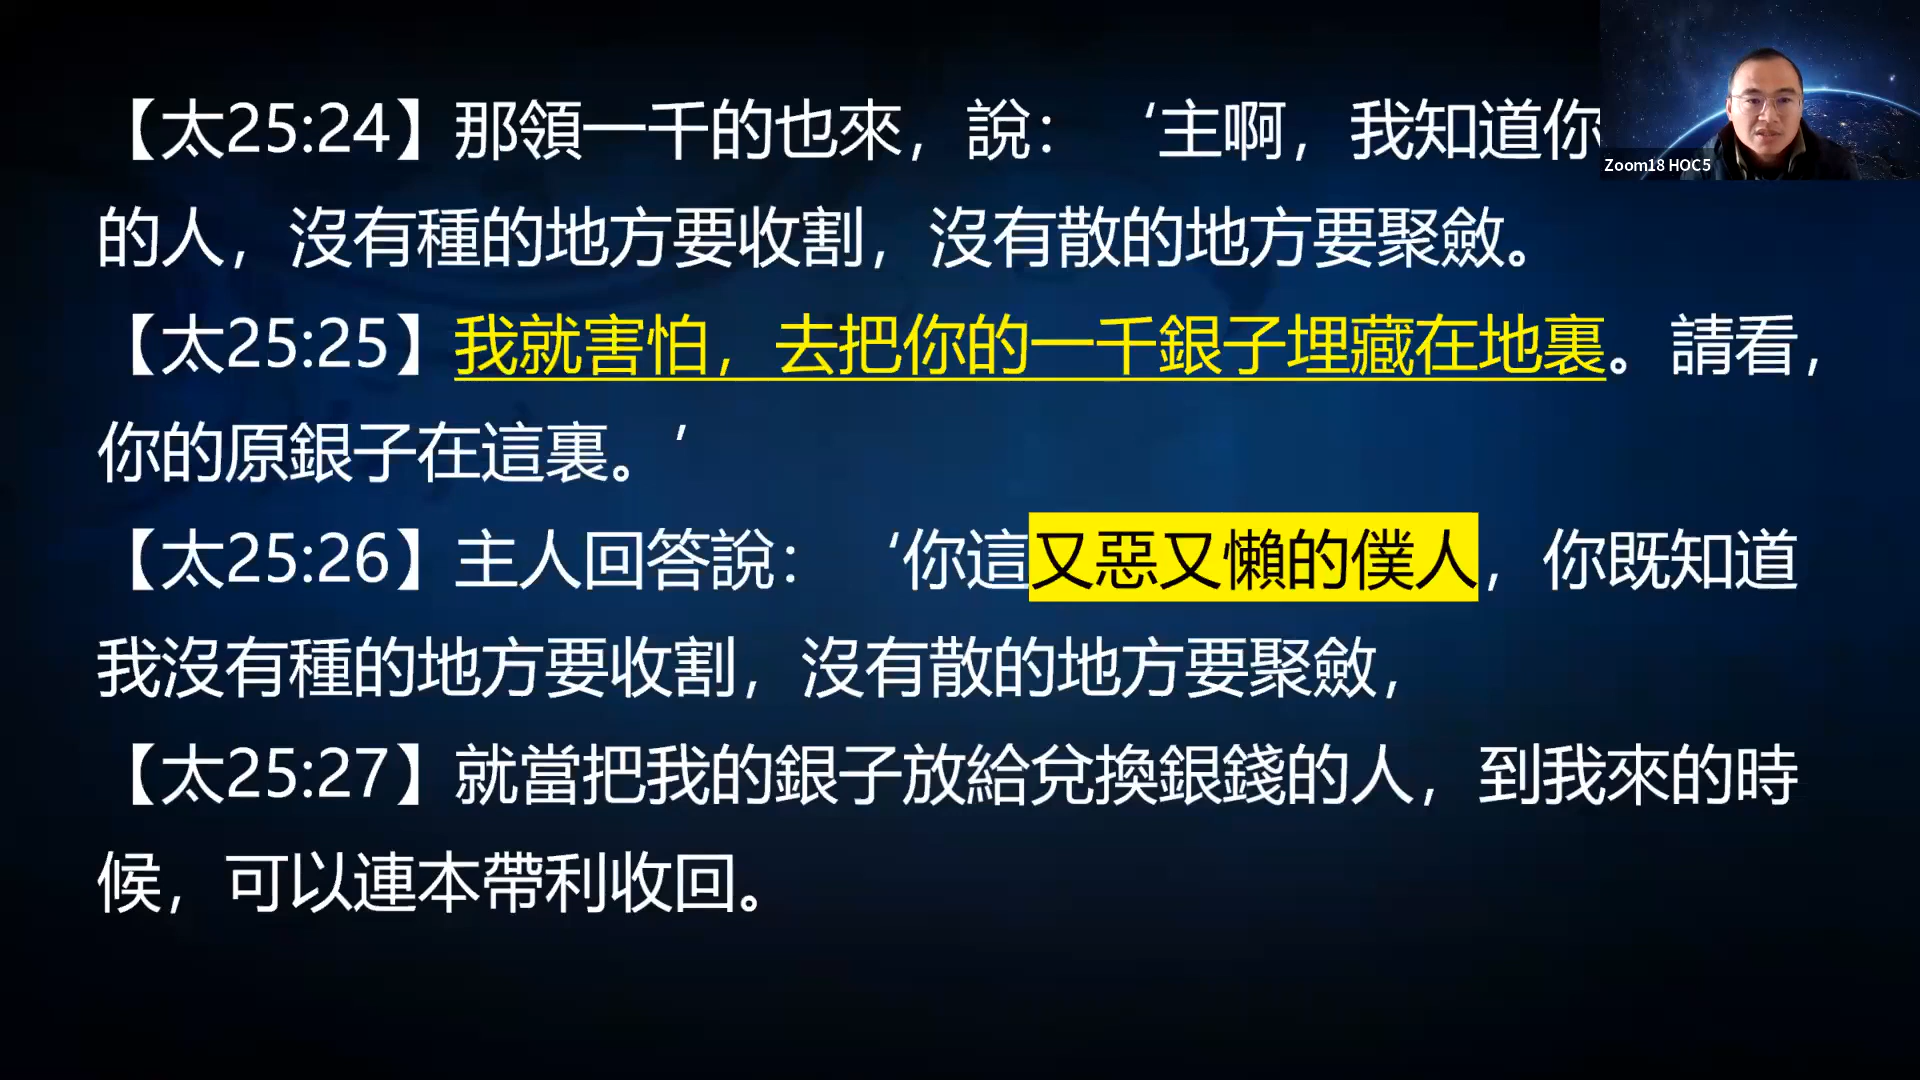 【太25:24】那領一千的也來，說：‘主啊，我知道你
的人，沒有種的地方要收割，沒有散的地方要聚斂。
【太25:25】我就害怕，去把你的一千銀子埋藏在地裏。請看，
你的原銀子在這裏。’
【太25:26】主人回答說：‘你這又惡又懶的僕人，你既知道
我沒有種的地方要收割，沒有散的地方要聚斂，
【太25:27】就當把我的銀子放給兌換銀錢的人，到我來的時
候，可以連本帶利收回。
Zoom18 HOC5